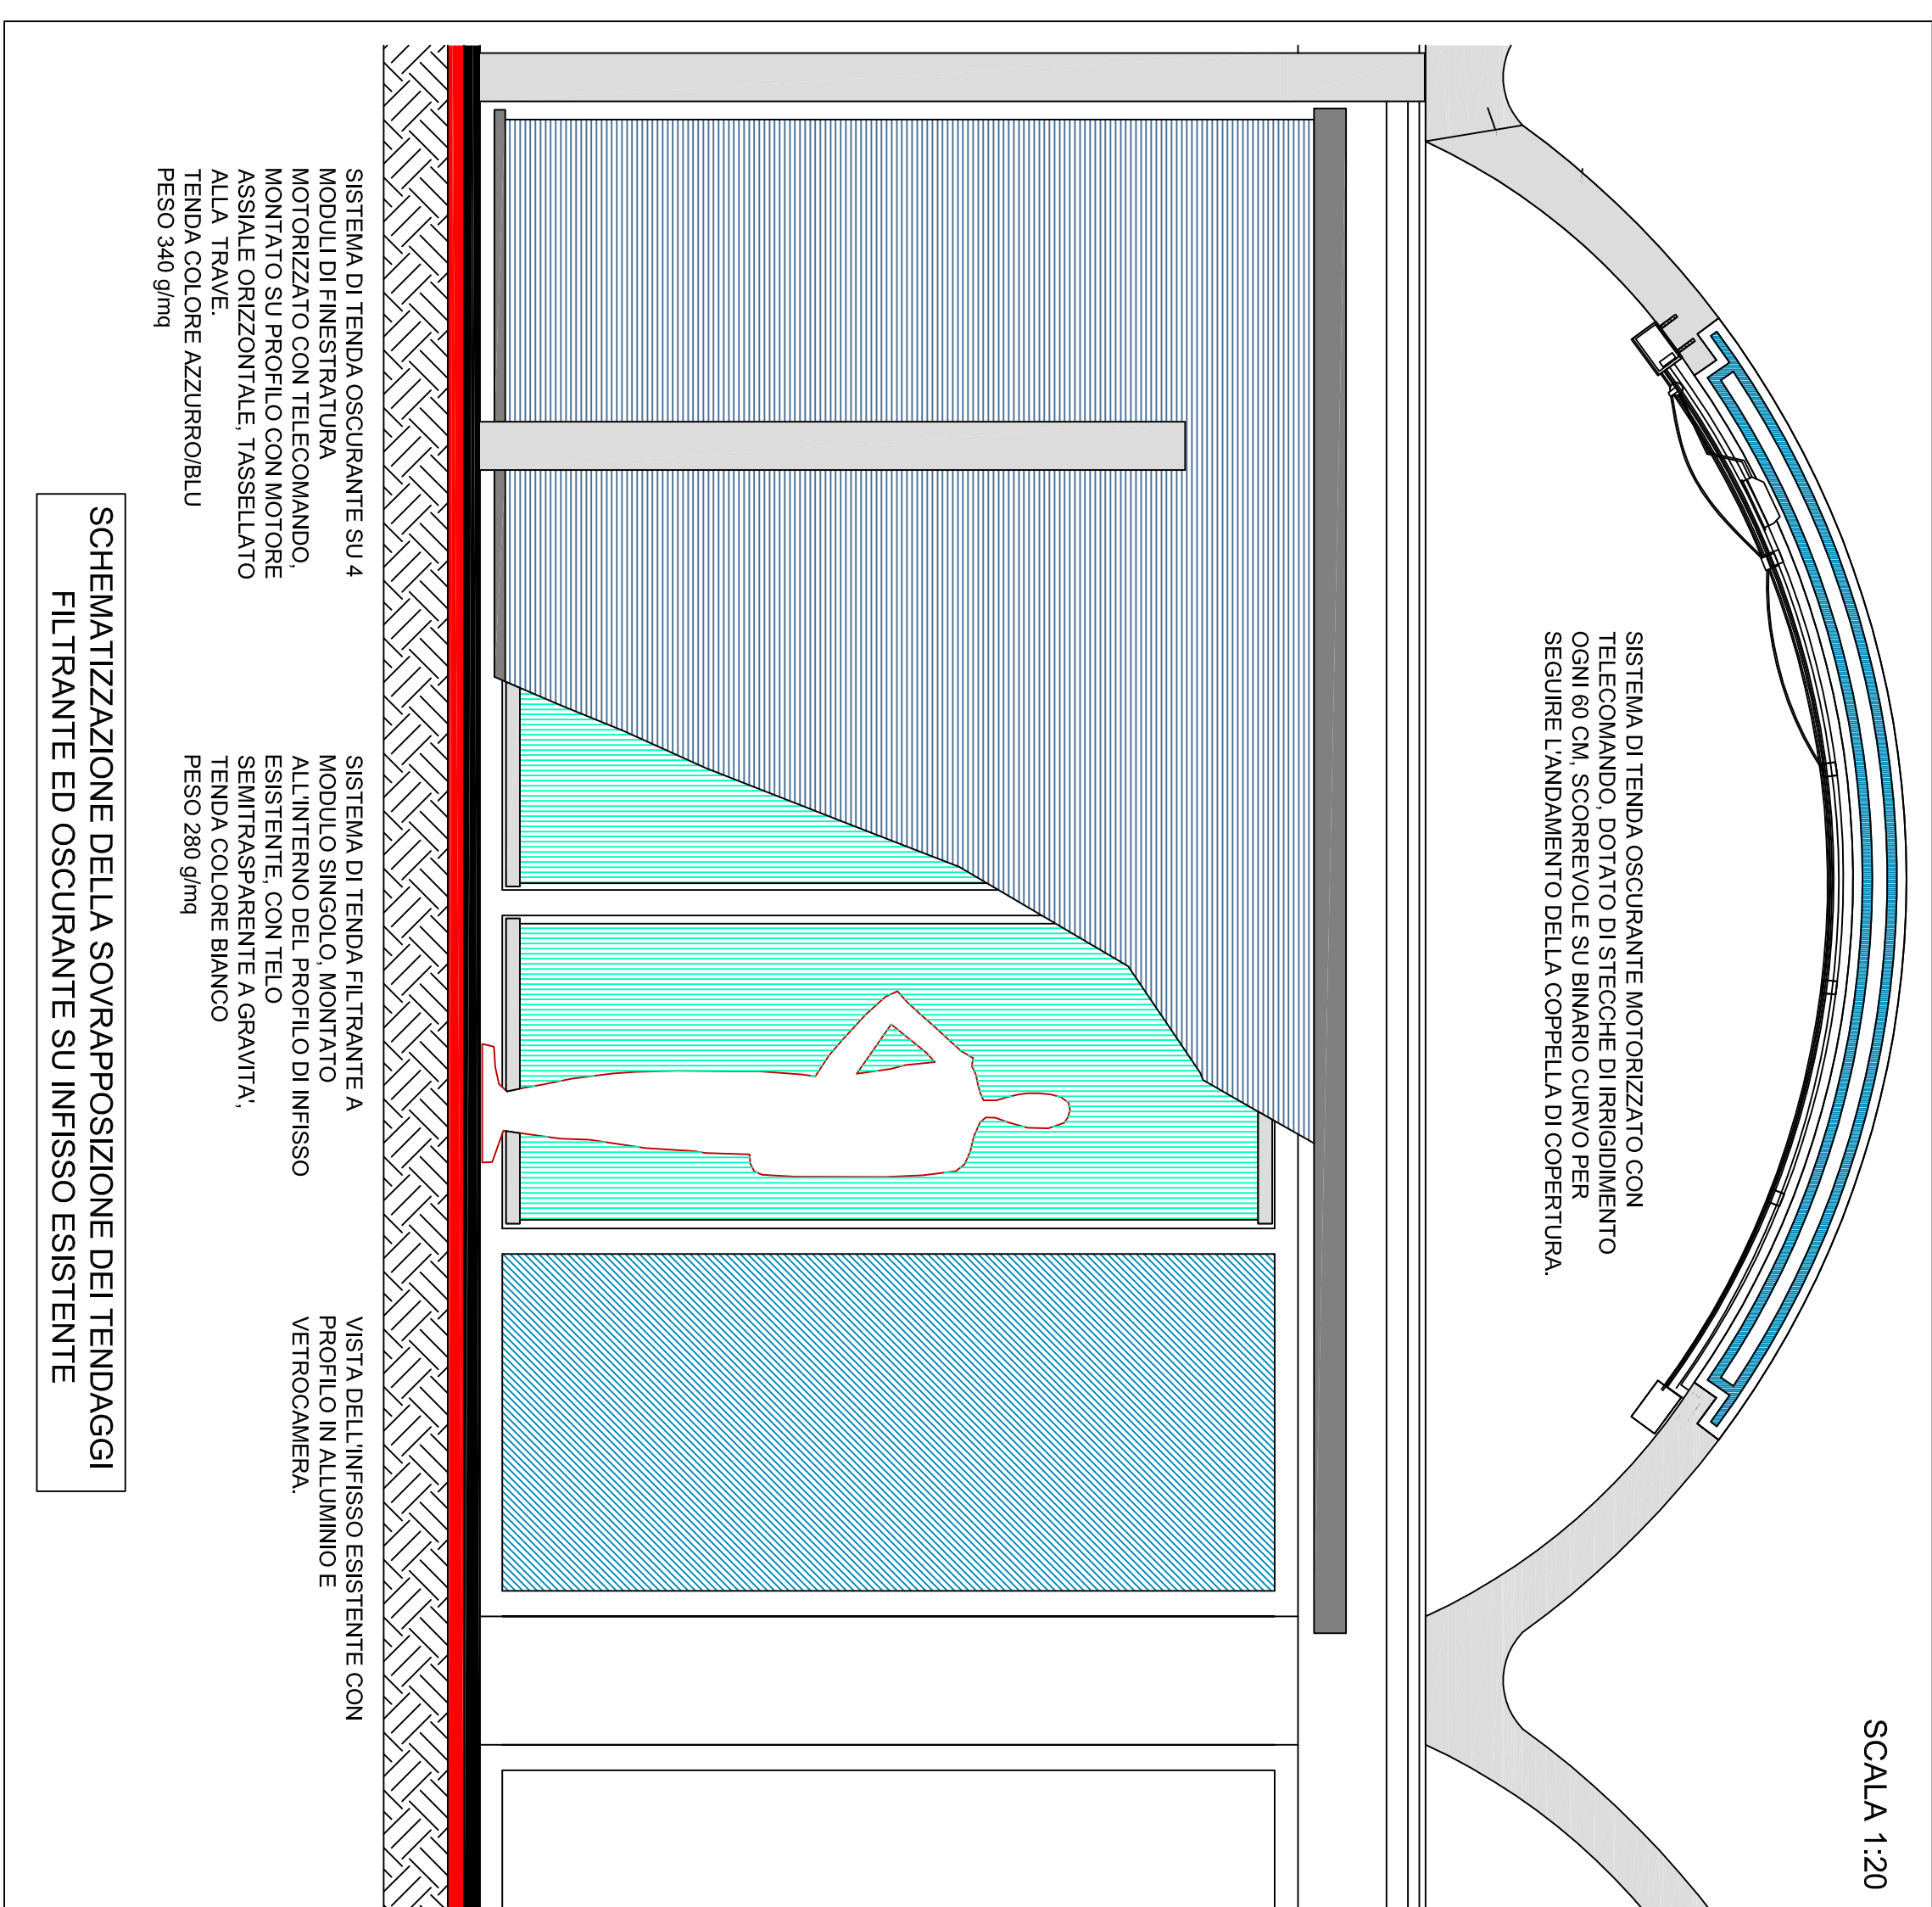 SCALA 1:20
SISTEMA DI TENDA OSCURANTE MOTORIZZATO CON
TELECOMANDO, DOTATO DI STECCHE DI IRRIGIDIMENTO
OGNI 60 CM, SCORREVOLE SU BINARIO CURVO PER
SEGUIRE L'ANDAMENTO DELLA COPPELLA DI COPERTURA.
SISTEMA DI TENDA OSCURANTE SU 4
MODULI DI FINESTRATURA
MOTORIZZATO CON TELECOMANDO,
MONTATO SU PROFILO CON MOTORE
ASSIALE ORIZZONTALE, TASSELLATO
ALLA TRAVE.
TENDA COLORE AZZURRO/BLU
PESO 340 g/mq
SISTEMA DI TENDA FILTRANTE A
MODULO SINGOLO, MONTATO
ALL'INTERNO DEL PROFILO DI INFISSO
ESISTENTE, CON TELO
SEMITRASPARENTE A GRAVITA',
TENDA COLORE BIANCO
PESO 280 g/mq
VISTA DELL'INFISSO ESISTENTE CON
PROFILO IN ALLUMINIO E
VETROCAMERA.
SCHEMATIZZAZIONE DELLA SOVRAPPOSIZIONE DEI TENDAGGI
FILTRANTE ED OSCURANTE SU INFISSO ESISTENTE